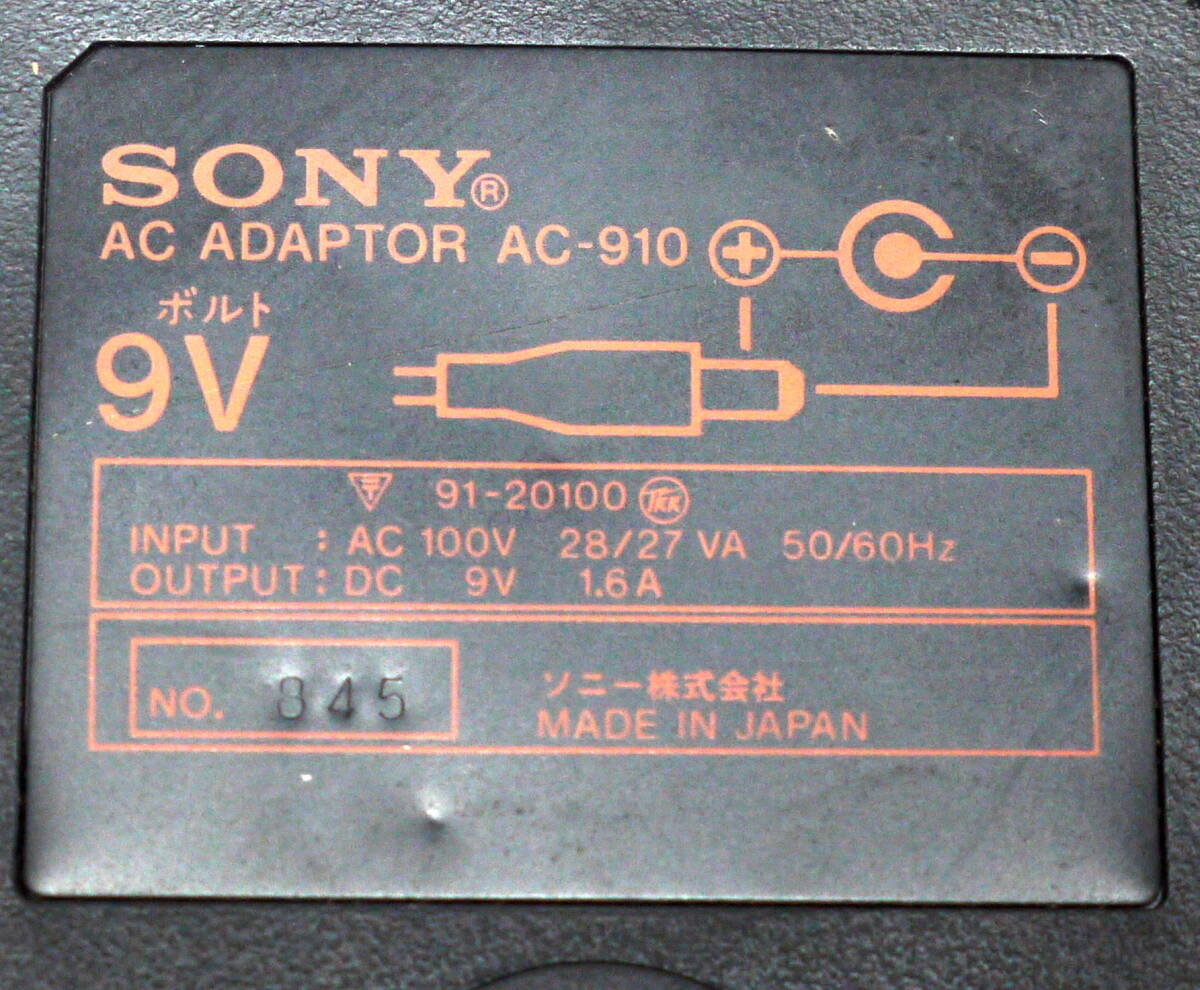 SONY®
AC ADAPTOR AC-910
ボルト
9V
91-20100
INPUT : AC 100V 28/27 VA 50/60Hz
OUTPUT : DC 9V 1.6A
NO. 845
ソニー株式会社
MADE IN JAPAN